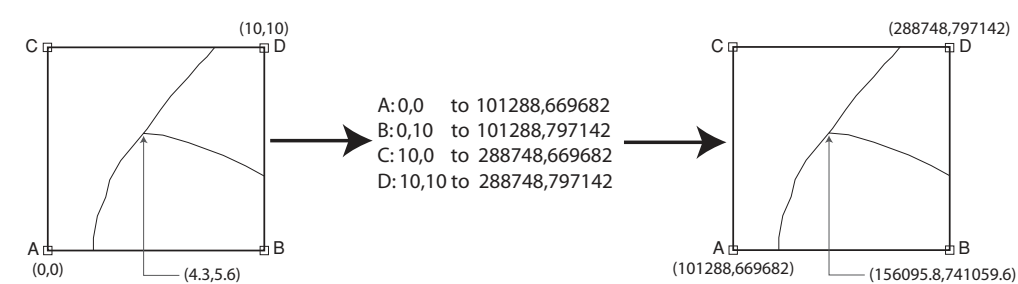 (10,10)
C D
A B
(0,0)
(4.3,5.6)
A: 0,0 to 101288,669682
B: 0,10 to 101288,797142
C: 10,0 to 288748,669682
D: 10,10 to 288748,797142
(288748,797142)
C D
A B
(101288,669682)
(156095.8,741059.6)